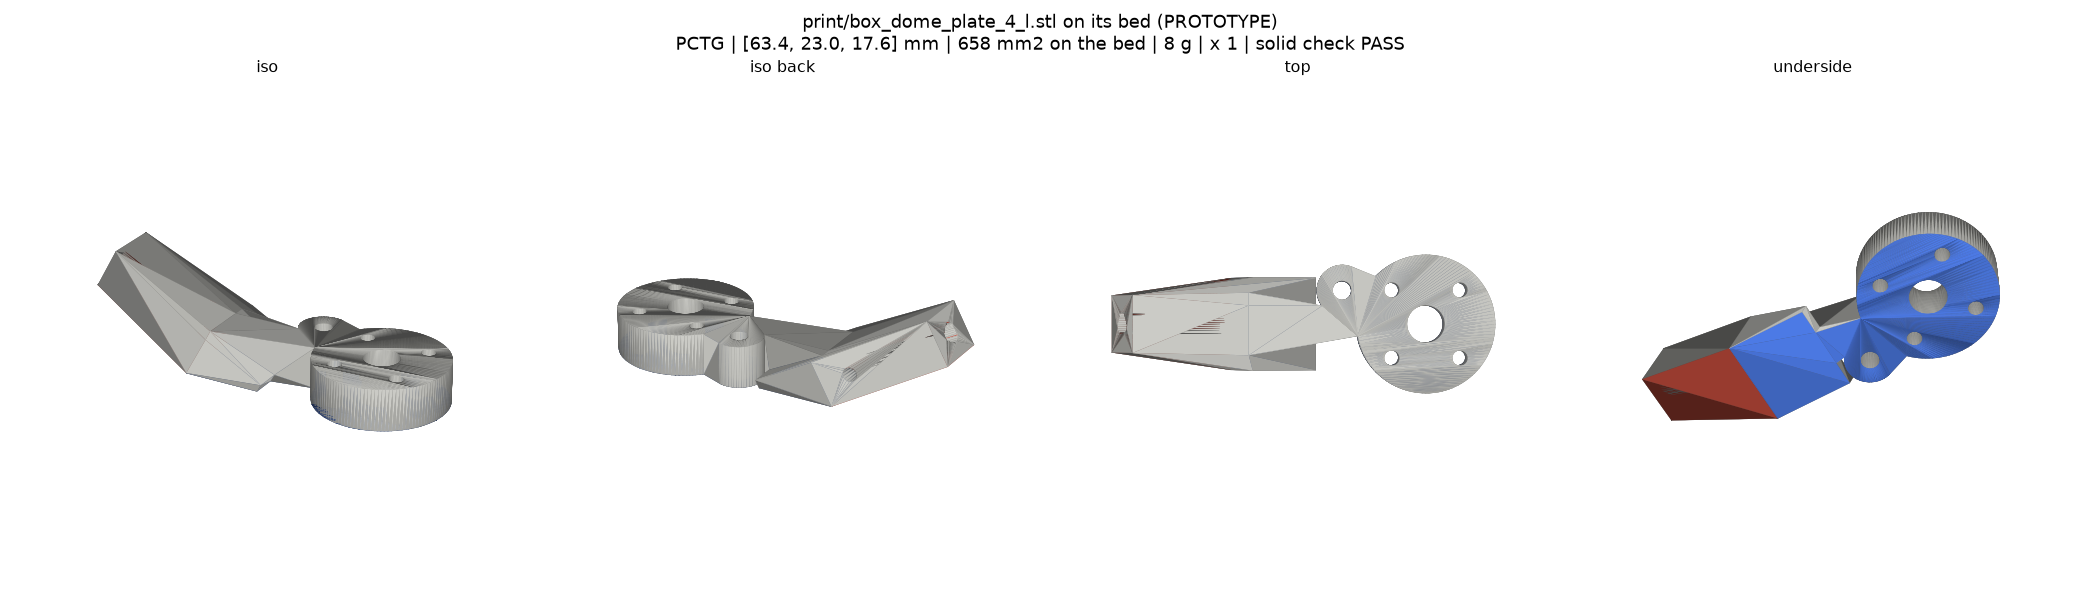 print/box_dome_plate_4_l.stl on its bed (PROTOTYPE)
PCTG | [63.4, 23.0, 17.6] mm | 658 mm2 on the bed | 8 g | x 1 | solid check PASS
iso
iso back
top
underside